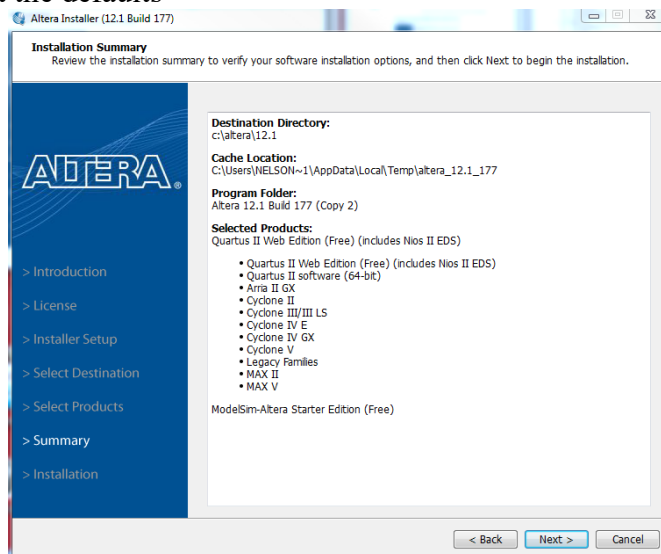 the defaults
Altera Installer (12.1 Build 177)
Installation Summary
Review the installation summary to verify your software installation options, and then click Next to begin the installation.
ALTERA®
> Introduction
> License
> Installer Setup
> Select Destination
> Select Products
> Summary
> Installation
Destination Directory:
c:\altera\12.1
Cache Location:
C:\Users\NELSON~1\AppData\Local\Temp\altera_12.1_177
Program Folder:
Altera 12.1 Build 177 (Copy 2)
Selected Products:
Quartus II Web Edition (Free) (includes Nios II EDS)
• Quartus II Web Edition (Free) (includes Nios II EDS)
• Quartus II software (64-bit)
• Arria II GX
• Cyclone II
• Cyclone III/III LS
• Cyclone IV E
• Cyclone IV GX
• Cyclone V
• Legacy Families
• MAX II
• MAX V
ModelSim-Altera Starter Edition (Free)
< Back Next > Cancel